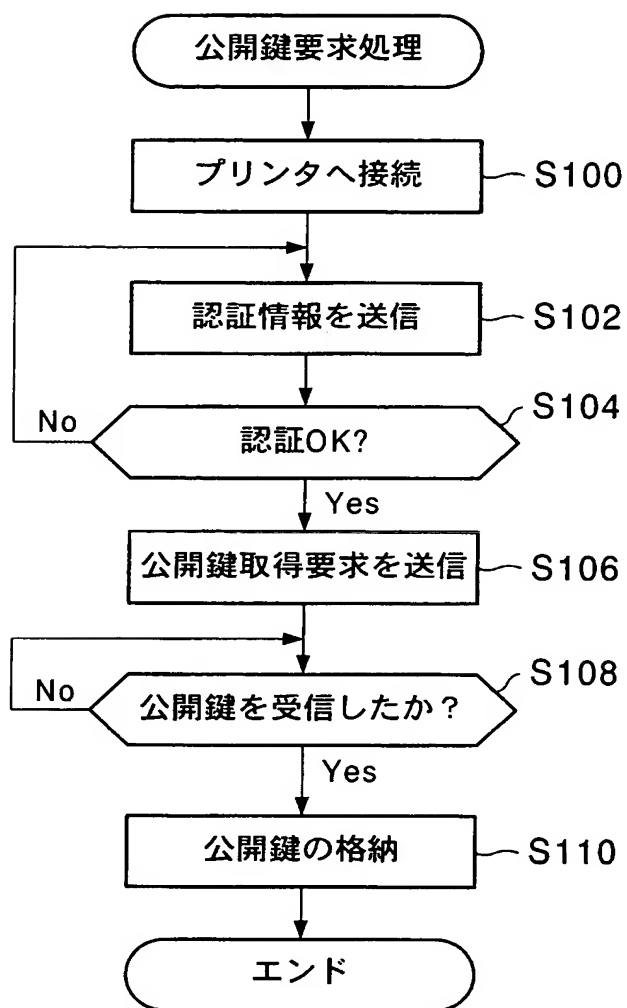 公開鍵要求処理
プリンタへ接続
S100
認証情報を送信
S102
S104
No
認証OK?
Yes
公開鍵取得要求を送信
S106
S108
No
公開鍵を受信したか?
Yes
公開鍵の格納
S110
エンド